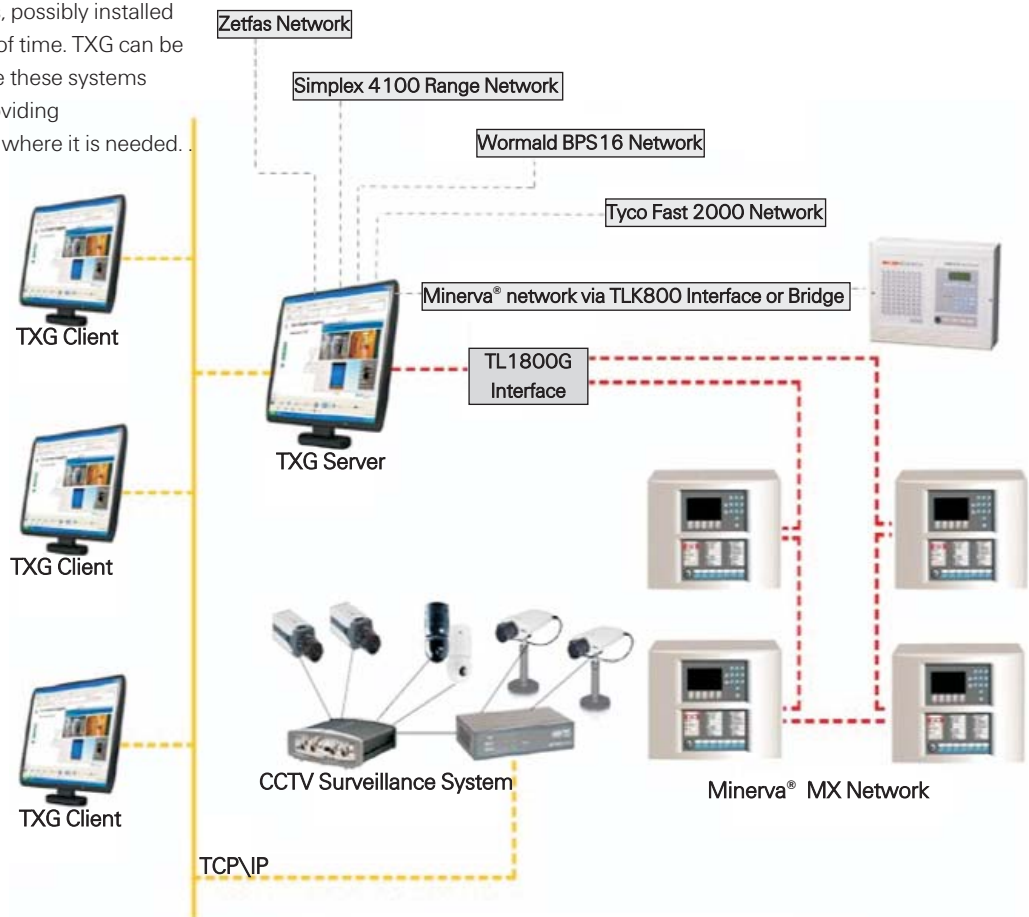 , possibly installed
of time. TXG can be
e these systems
oviding
where it is needed. .
Zetfas Network
Simplex 4100 Range Network
Wormald BPS16 Network
Tyco Fast 2000 Network
Minerva® network via TLK800 Interface or Bridge
TXG Client
TL1800G
Interface
TXG Server
TXG Client
CCTV Surveillance System
Minerva® MX Network
TXG Client
TCP\IP